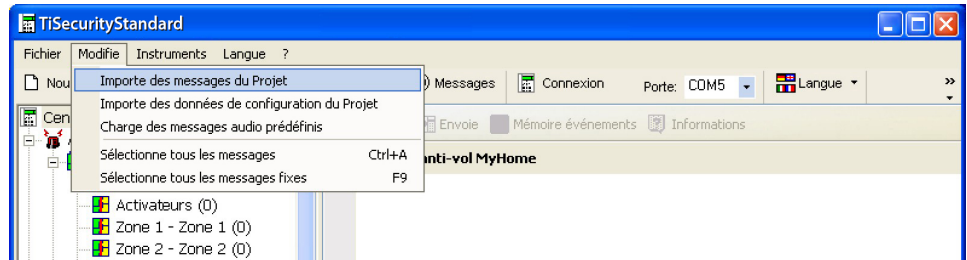 TiSecurityStandard
Fichier Modifie Instruments Langue ?
Nou Messages Connexion Porte: COM5 Langue »
Importe des messages du Projet
Importe des données de configuration du Projet
Charge des messages audio prédéfinis
Sélectionne tous les messages Ctrl+A
Sélectionne tous les messages fixes F9
Cen Envoie Mémoire événements Informations
anti-vol MyHome
Activateurs (0)
Zone 1 - Zone 1 (0)
Zone 2 - Zone 2 (0)